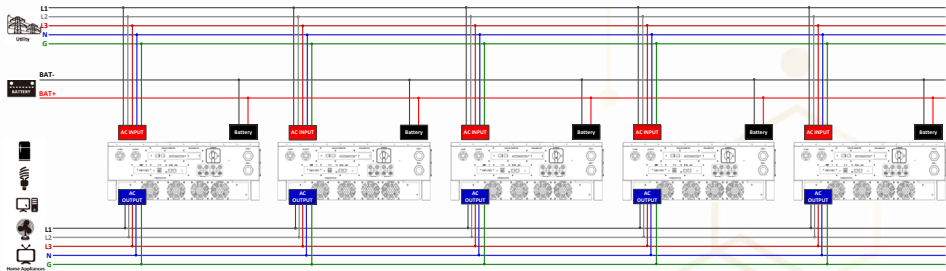 L1
L2
L3
N
G
Utility
BAT-
BATTERY
BAT+
AC INPUT
Battery
AC INPUT
Battery
AC INPUT
Battery
AC INPUT
Battery
AC INPUT
Battery
AC
OUTPUT
AC
OUTPUT
AC
OUTPUT
AC
OUTPUT
AC
OUTPUT
L1
L2
L3
N
G
Home Appliances